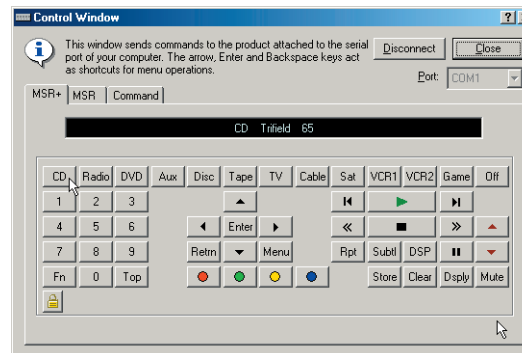 Control Window
?
This window sends commands to the product attached to the serial
port of your computer. The arrow, Enter and Backspace keys act
as shortcuts for menu operations.
Disconnect
Close
Port: COM1
MSR+ MSR Command
CD Trifield 65
CD Radio DVD Aux Disc Tape TV Cable Sat VCR1 VCR2 Game Off
1 2 3
4 5 6 Enter
7 8 9 Retrn Menu Rpt Subtl DSP
Fn 0 Top Store Clear Dsply Mute